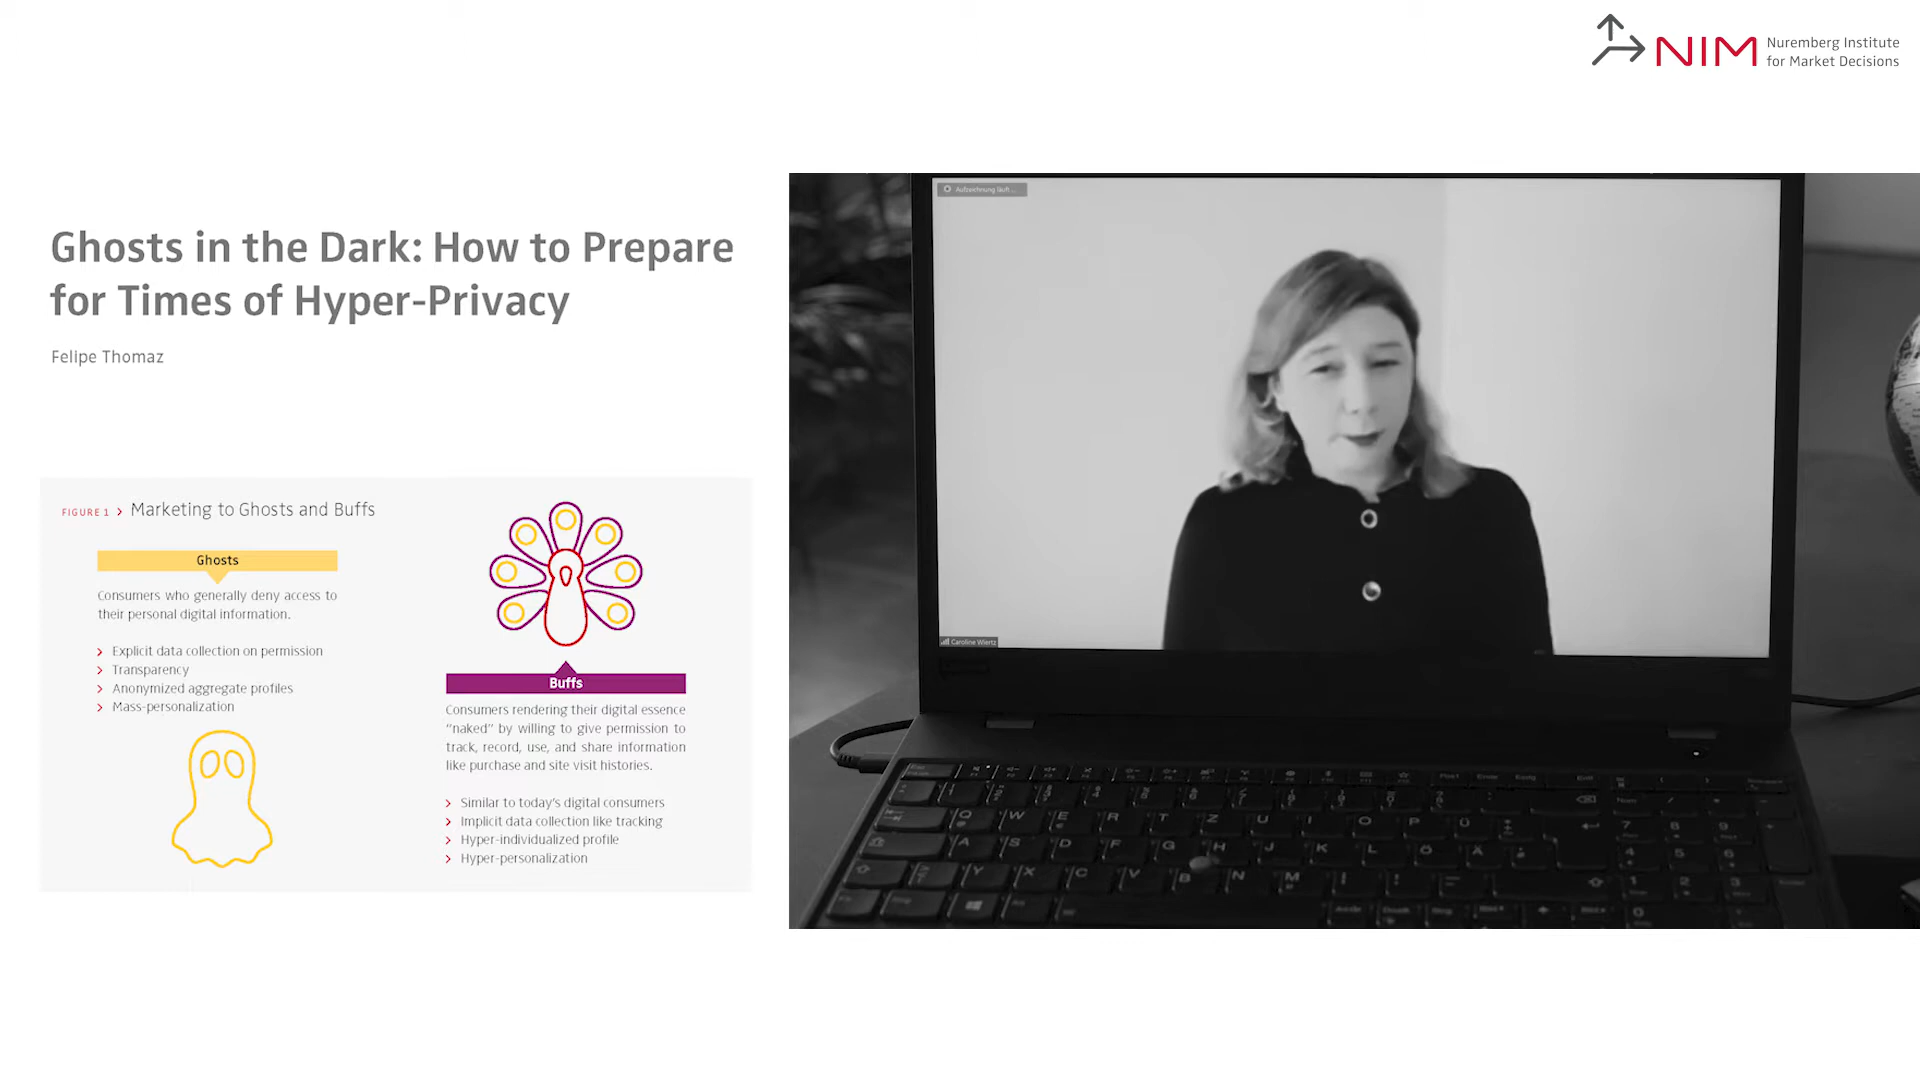 NIM
Nuremberg Institute
for Market Decisions
Ghosts in the Dark: How to Prepare
for Times of Hyper-Privacy
Felipe Thomaz
FIGURE 1 > Marketing to Ghosts and Buffs
Ghosts
Consumers who generally deny access to
their personal digital information.
> Explicit data collection on permission
> Transparency
> Anonymized aggregate profiles
> Mass-personalization
Buffs
Consumers rendering their digital essence
“naked” by willing to give permission to
track, record, use, and share information
like purchase and site visit histories.
> Similar to today's digital consumers
> Implicit data collection like tracking
> Hyper-individualized profile
> Hyper-personalization
Aufzeichnung läuft ...
Caroline Wiertz
Q W E R T Z U I O P Ü
A S D F G H J K L Ö Ä
Y X C V B N M